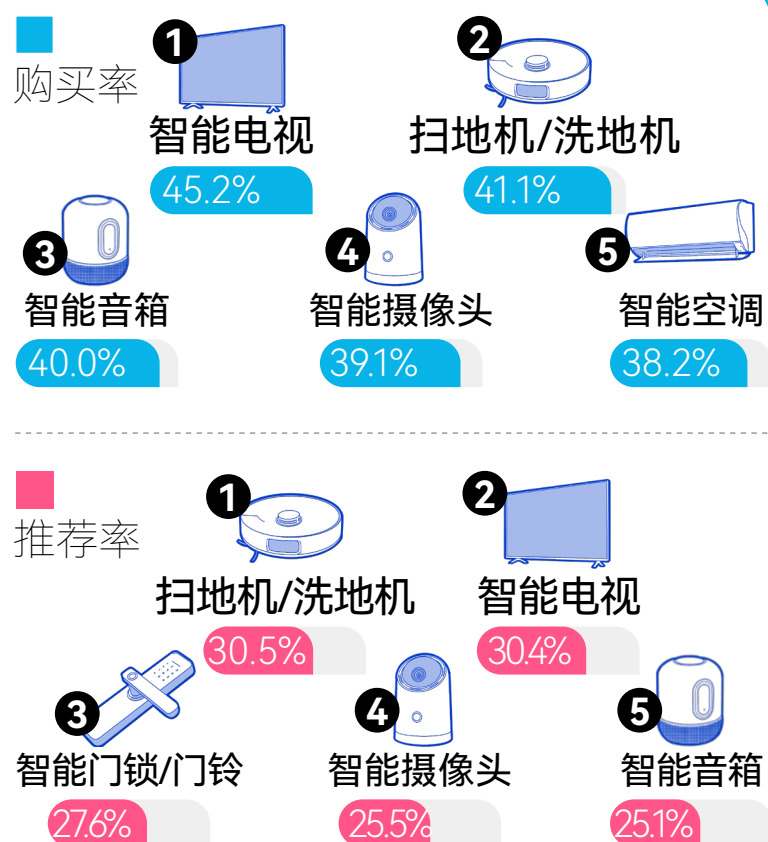 购买率
1
智能电视
45.2%
2
扫地机/洗地机
41.1%
3
智能音箱
40.0%
4
智能摄像头
39.1%
5
智能空调
38.2%
推荐率
1
扫地机/洗地机
30.5%
2
智能电视
30.4%
3
智能门锁/门铃
27.6%
4
智能摄像头
25.5%
5
智能音箱
25.1%